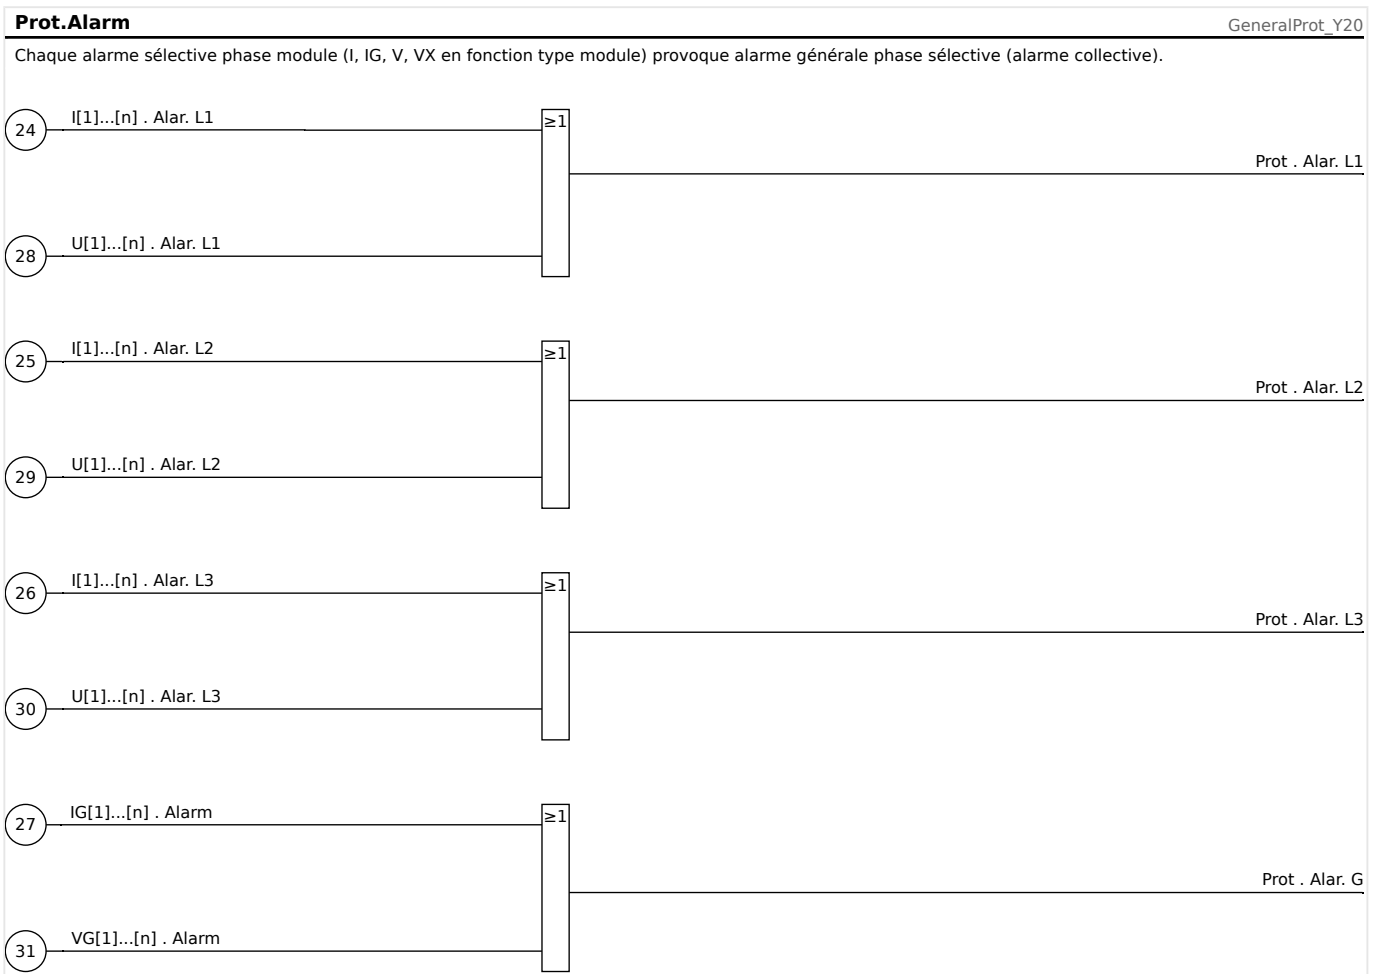 Prot.Alarm
GeneralProt_Y20
Chaque alarme sélective phase module (I, IG, V, VX en fonction type module) provoque alarme générale phase sélective (alarme collective).
24
I[1]...[n] . Alar. L1
≥1
Prot . Alar. L1
28
U[1]...[n] . Alar. L1
25
I[1]...[n] . Alar. L2
≥1
Prot . Alar. L2
29
U[1]...[n] . Alar. L2
26
I[1]...[n] . Alar. L3
≥1
Prot . Alar. L3
30
U[1]...[n] . Alar. L3
27
IG[1]...[n] . Alarm
≥1
Prot . Alar. G
31
VG[1]...[n] . Alarm